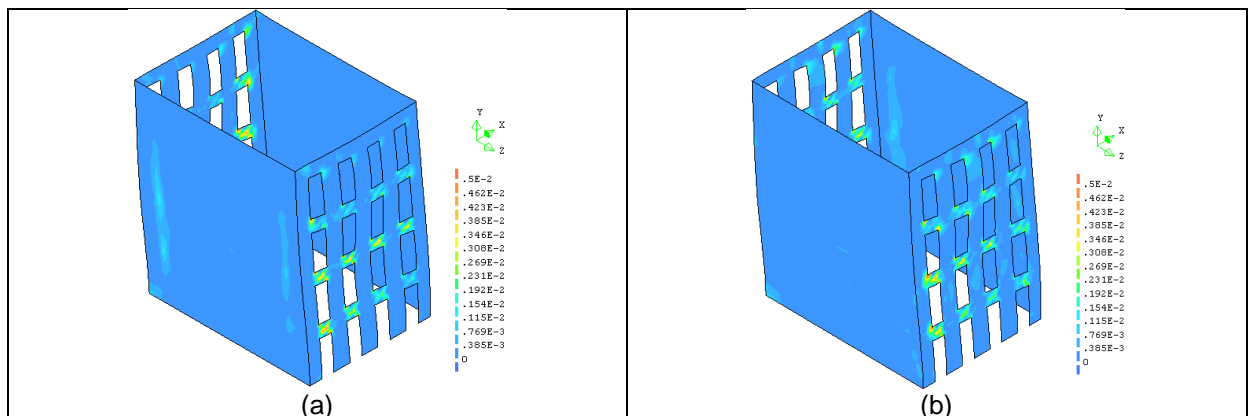 Y
X
Z
.5E-2
.462E-2
.423E-2
.385E-2
.346E-2
.308E-2
.269E-2
.231E-2
.192E-2
.154E-2
.115E-2
.769E-3
.385E-3
0
(a)
Y
X
Z
.5E-2
.462E-2
.423E-2
.385E-2
.346E-2
.308E-2
.269E-2
.231E-2
.192E-2
.154E-2
.115E-2
.769E-3
.385E-3
0
(b)